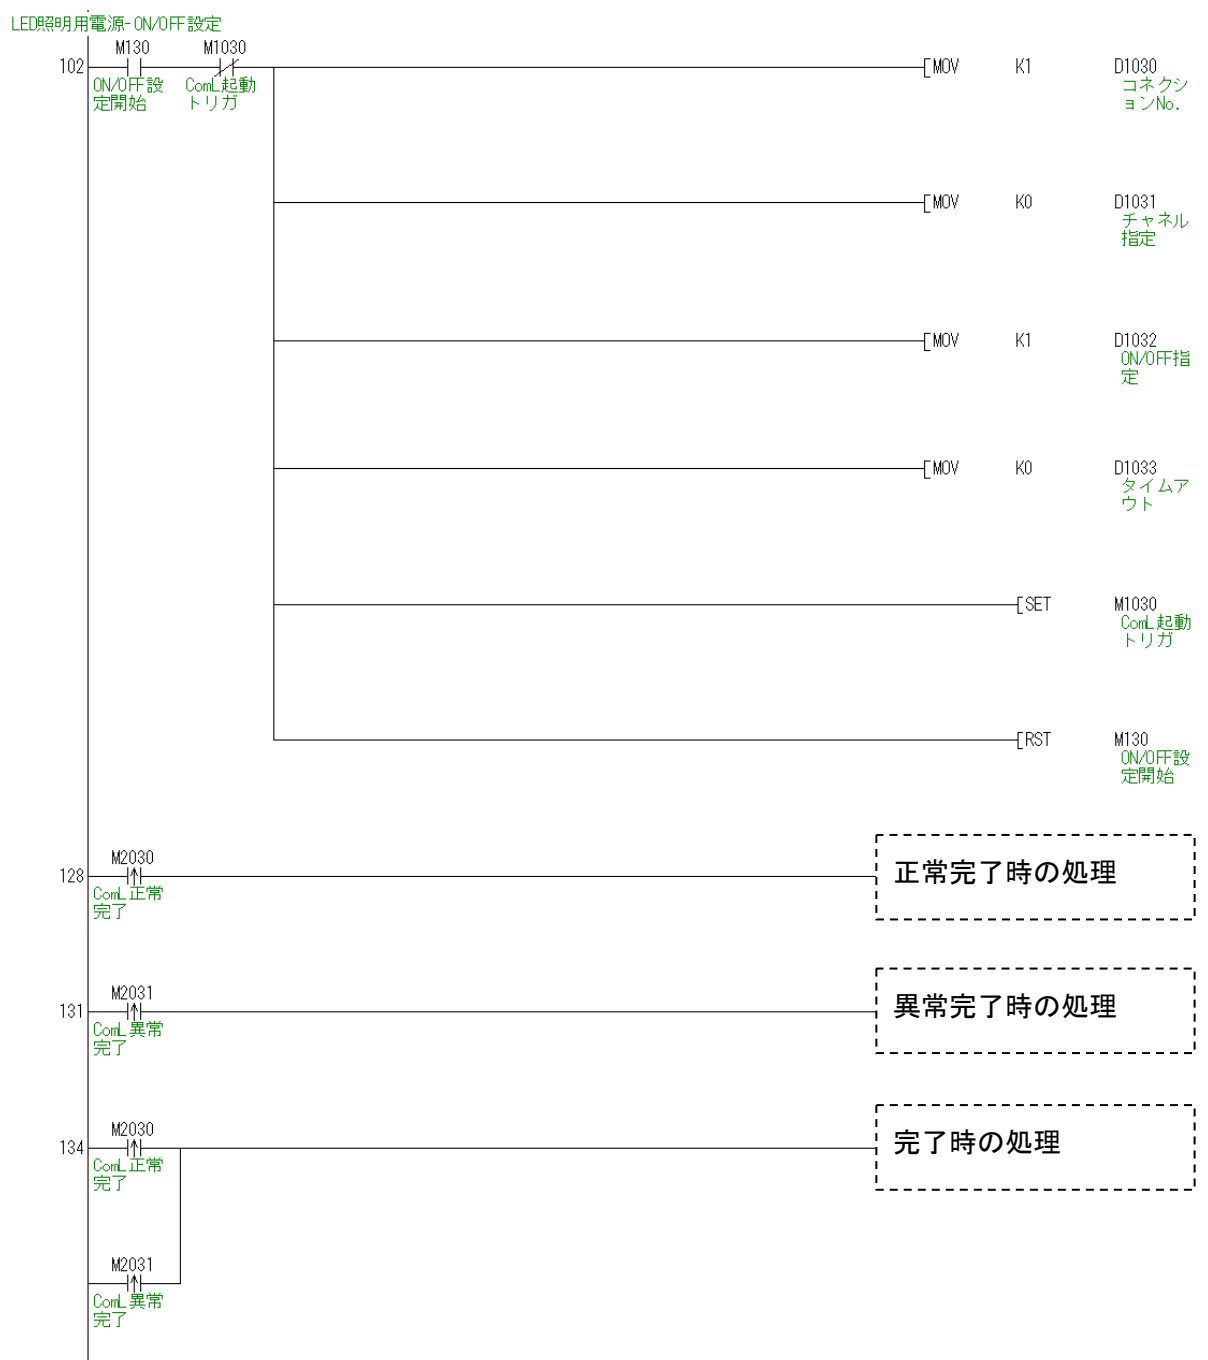 LED照明用電源-ON/OFF設定
M130 M1030
102 [MOV K1 D1030
ON/OFF設 ComL起動 コネクシ
定開始 トリガ ョンNo.
[MOV K0 D1031
チャネル
指定
[MOV K1 D1032
ON/OFF指
定
[MOV K0 D1033
タイムア
ウト
[SET M1030
ComL起動
トリガ
[RST M130
ON/OFF設
定開始
M2030
128 正常完了時の処理
ComL正常
完了
M2031
131 異常完了時の処理
ComL異常
完了
M2030
134 完了時の処理
ComL正常
完了
M2031
ComL異常
完了